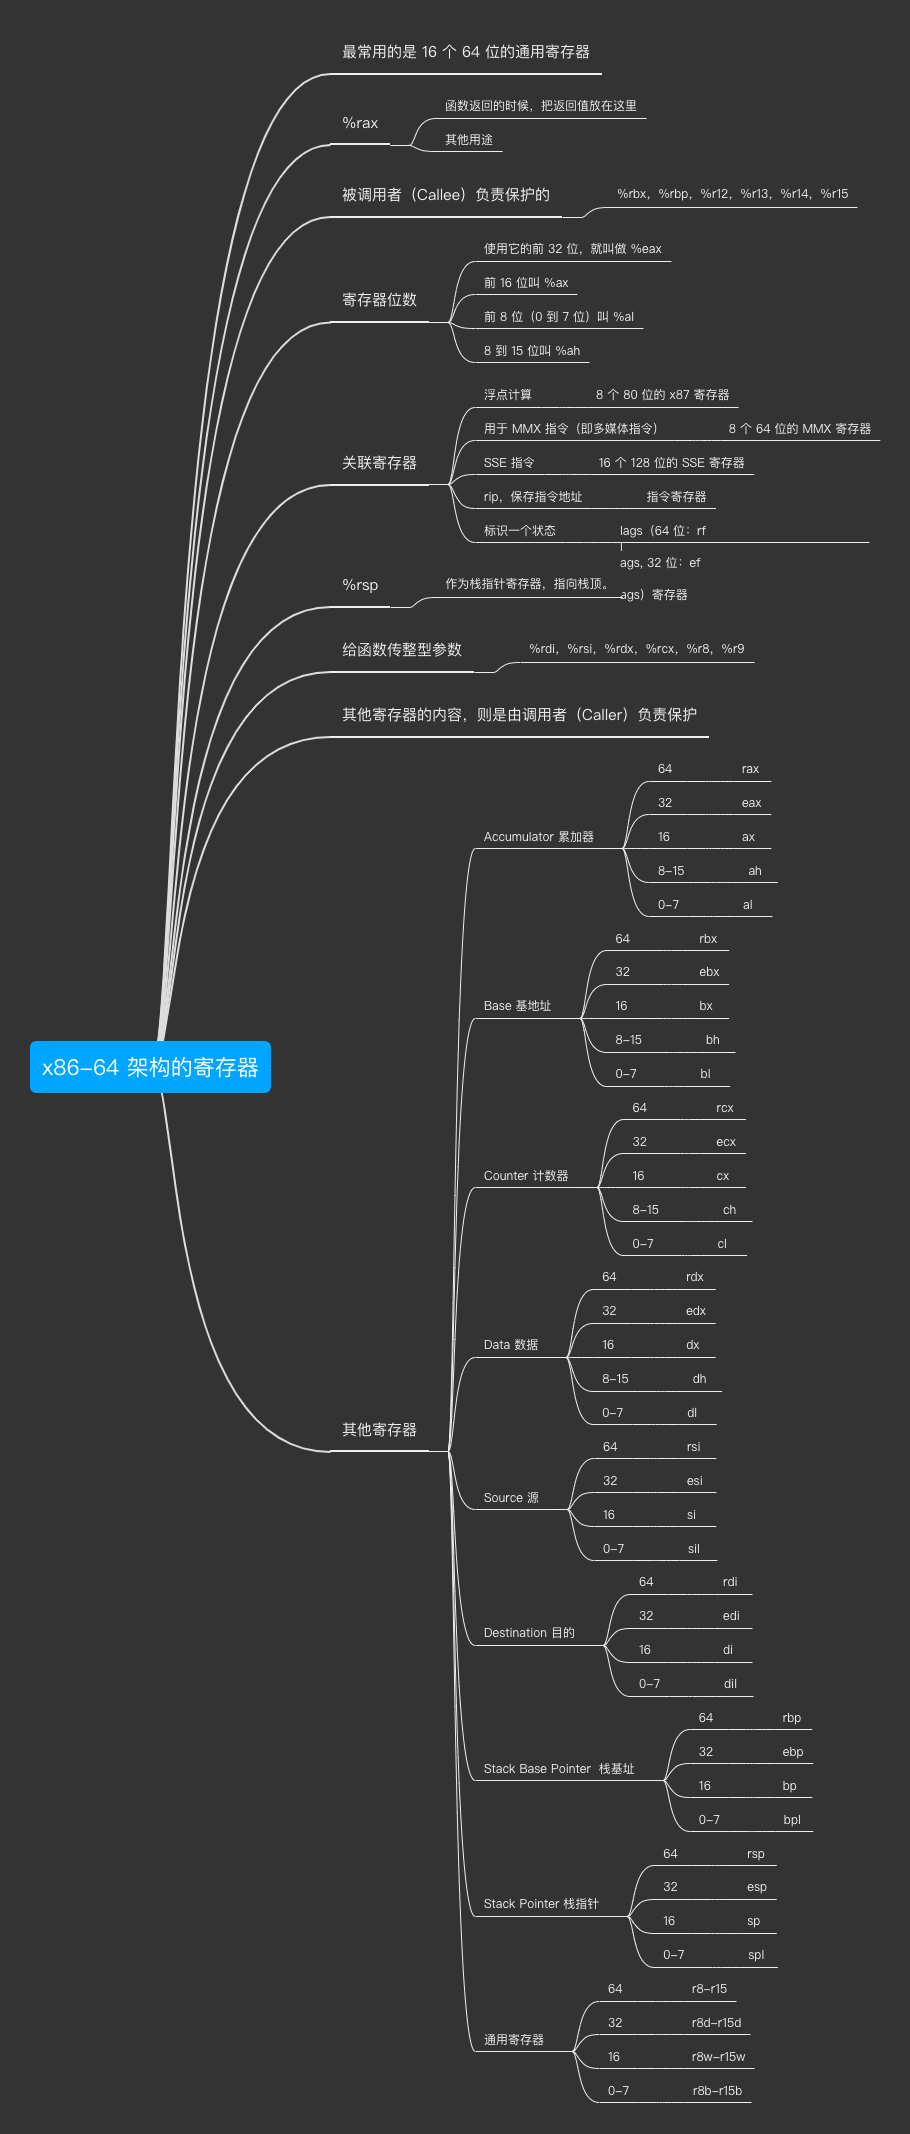 最常用的是 16 个 64 位的通用寄存器
%rax
函数返回的时候，把返回值放在这里
其他用途
被调用者（Callee）负责保护的
%rbx，%rbp，%r12，%r13，%r14，%r15
寄存器位数
使用它的前 32 位，就叫做 %eax
前 16 位叫 %ax
前 8 位（0 到 7 位）叫 %al
8 到 15 位叫 %ah
关联寄存器
浮点计算 8 个 80 位的 x87 寄存器
用于 MMX 指令（即多媒体指令） 8 个 64 位的 MMX 寄存器
SSE 指令 16 个 128 位的 SSE 寄存器
rip，保存指令地址 指令寄存器
标识一个状态 lags（64 位：rf
ags, 32 位：ef
ags）寄存器
%rsp
作为栈指针寄存器，指向栈顶。
给函数传整型参数
%rdi，%rsi，%rdx，%rcx，%r8，%r9
其他寄存器的内容，则是由调用者（Caller）负责保护
x86-64 架构的寄存器
其他寄存器
Accumulator 累加器
64 rax
32 eax
16 ax
8-15 ah
0-7 al
Base 基地址
64 rbx
32 ebx
16 bx
8-15 bh
0-7 bl
Counter 计数器
64 rcx
32 ecx
16 cx
8-15 ch
0-7 cl
Data 数据
64 rdx
32 edx
16 dx
8-15 dh
0-7 dl
Source 源
64 rsi
32 esi
16 si
0-7 sil
Destination 目的
64 rdi
32 edi
16 di
0-7 dil
Stack Base Pointer 栈基址
64 rbp
32 ebp
16 bp
0-7 bpl
Stack Pointer 栈指针
64 rsp
32 esp
16 sp
0-7 spl
通用寄存器
64 r8-r15
32 r8d-r15d
16 r8w-r15w
0-7 r8b-r15b